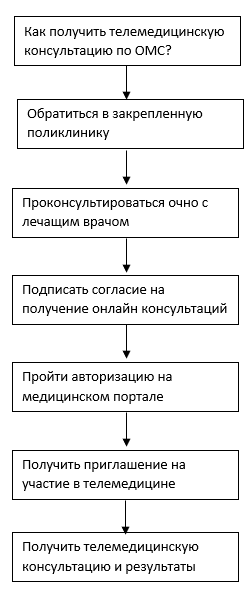 Как получить телемедицинскую
консультацию по ОМС?
Обратиться в закрепленную
поликлинику
Проконсультироваться очно с
лечащим врачом
Подписать согласие на
получение онлайн консультаций
Пройти авторизацию на
медицинском портале
Получить приглашение на
участие в телемедицине
Получить телемедицинскую
консультацию и результаты